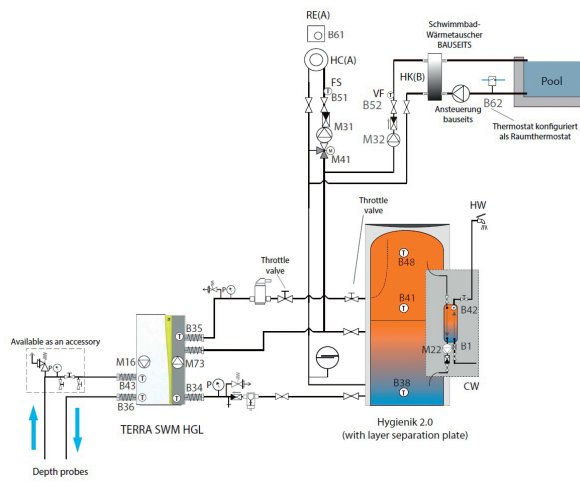 RE(A)
B61
HC(A)
FS
B51
M31
M41
Schwimmbad-
Wärmetauscher
BAUSEITS
VF
B52
M32
HK(B)
Ansteuerung
bauseits
Pool
B62
Thermostat konfiguriert
als Raumthermostat
Throttle
valve
Throttle
valve
HW
P
B48
B41
B42
B1
M22
B38
CW
Hygienik 2.0
(with layer separation plate)
Available as an accessory
P
M16
M73
B35
B34
B43
B36
P
TERRA SWM HGL
Depth probes
T
T
T
T
T
T
T
T
T
M